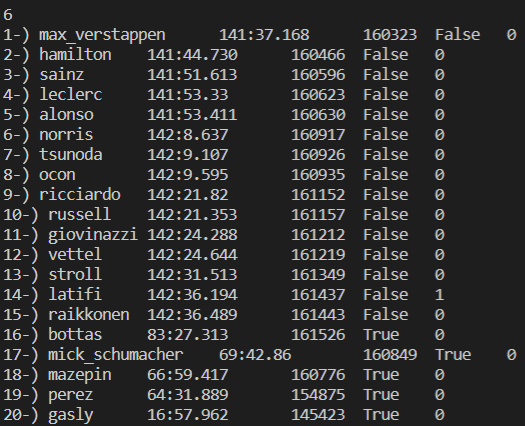 6
1-) max_verstappen 141:37.168 160323 False 0
2-) hamilton 141:44.730 160466 False 0
3-) sainz 141:51.613 160596 False 0
4-) leclerc 141:53.33 160623 False 0
5-) alonso 141:53.411 160630 False 0
6-) norris 142:8.637 160917 False 0
7-) tsunoda 142:9.107 160926 False 0
8-) ocon 142:9.595 160935 False 0
9-) ricciardo 142:21.82 161152 False 0
10-) russell 142:21.353 161157 False 0
11-) giovinazzi 142:24.288 161212 False 0
12-) vettel 142:24.644 161219 False 0
13-) stroll 142:31.513 161349 False 0
14-) latifi 142:36.194 161437 False 1
15-) raikkonen 142:36.489 161443 False 0
16-) bottas 83:27.313 161526 True 0
17-) mick_schumacher 69:42.86 160849 True 0
18-) mazepin 66:59.417 160776 True 0
19-) perez 64:31.889 154875 True 0
20-) gasly 16:57.962 145423 True 0